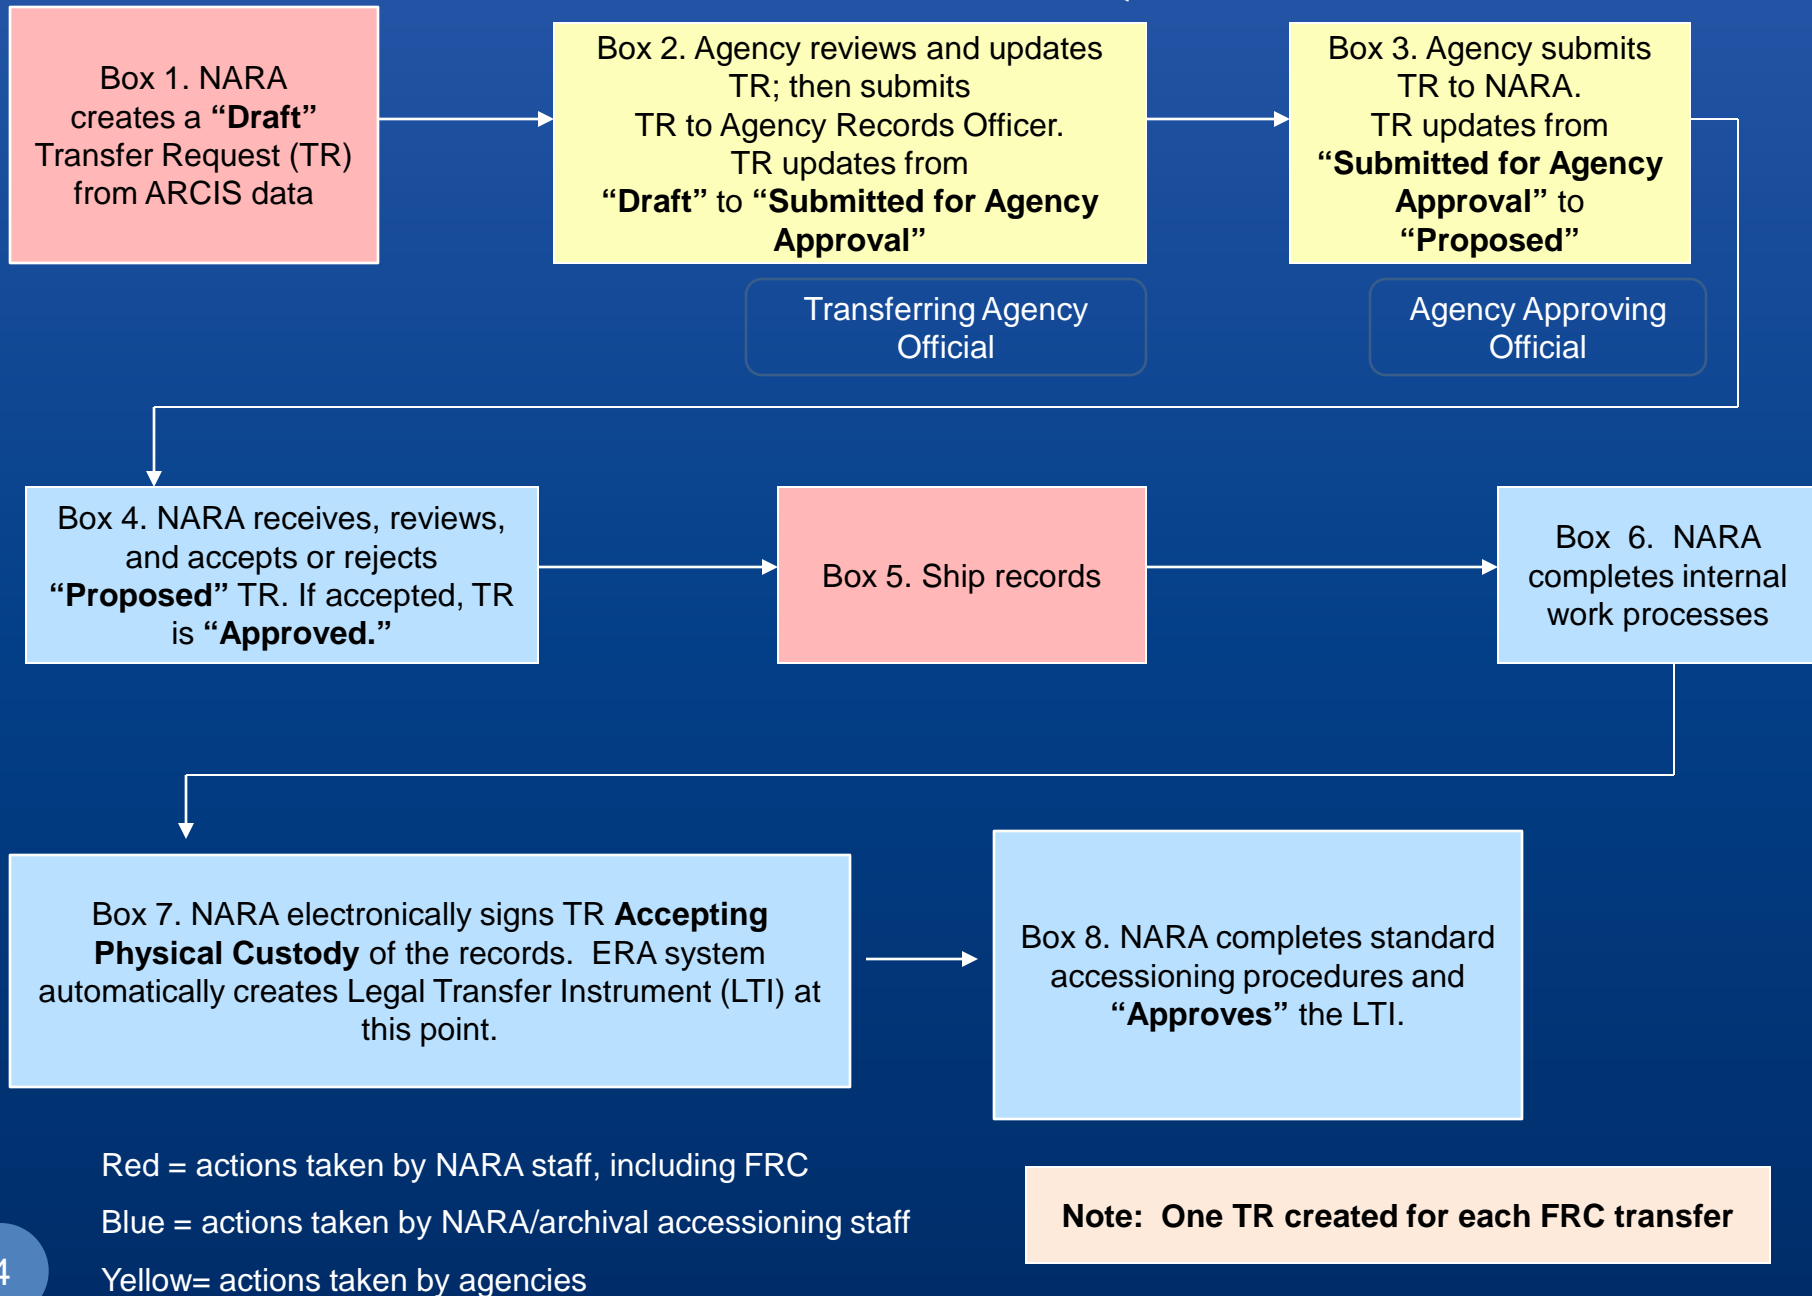 Box 1. NARA
creates a “Draft”
Transfer Request (TR)
from ARCIS data
Box 2. Agency reviews and updates
TR; then submits
TR to Agency Records Officer.
TR updates from
“Draft” to “Submitted for Agency
Approval”
Box 3. Agency submits
TR to NARA.
TR updates from
“Submitted for Agency
Approval” to
“Proposed”
Transferring Agency
Official
Agency Approving
Official
Box 4. NARA receives, reviews,
and accepts or rejects
“Proposed” TR. If accepted, TR
is “Approved.”
Box 5. Ship records
Box 6. NARA
completes internal
work processes
Box 7. NARA electronically signs TR Accepting
Physical Custody of the records. ERA system
automatically creates Legal Transfer Instrument (LTI) at
this point.
Box 8. NARA completes standard
accessioning procedures and
“Approves” the LTI.
Red = actions taken by NARA staff, including FRC
Blue = actions taken by NARA/archival accessioning staff
Yellow= actions taken by agencies
Note: One TR created for each FRC transfer
4